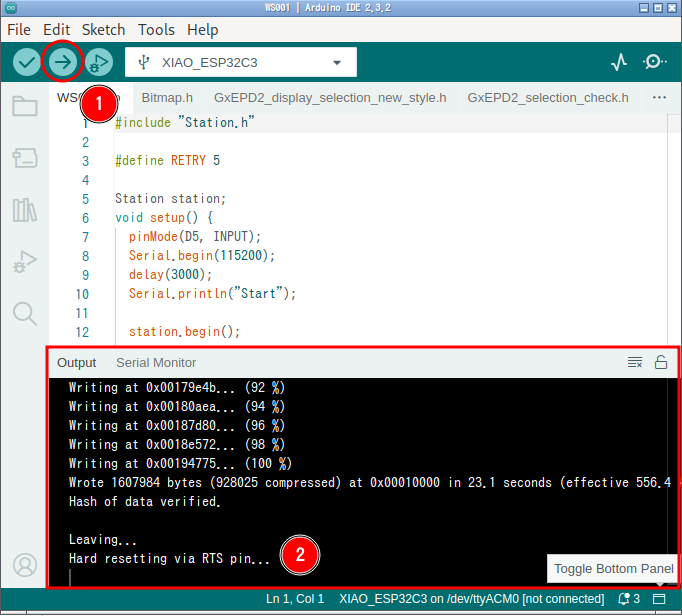 WS001 | Arduino IDE 2,3,2
File Edit Sketch Tools Help
XIAO_ESP32C3
WS
1
Bitmap.h
GxEPD2_display_selection_new_style.h
GxEPD2_selection_check.h
...
1 #include "Station.h"
2
3 #define RETRY 5
4
5 Station station;
6 void setup() {
7 pinMode(D5, INPUT);
8 Serial.begin(115200);
9 delay(3000);
10 Serial.println("Start");
11
12 station.begin();
Output Serial Monitor
Writing at 0x00179e4b... (92 %)
Writing at 0x00180aea... (94 %)
Writing at 0x00187d80... (96 %)
Writing at 0x0018e572... (98 %)
Writing at 0x00194775... (100 %)
Wrote 1607984 bytes (928025 compressed) at 0x00010000 in 23.1 seconds (effective 556.4
Hash of data verified.
Leaving...
Hard resetting via RTS pin...
2
Toggle Bottom Panel
Ln 1, Col 1 XIAO_ESP32C3 on /dev/ttyACM0 [not connected] 3